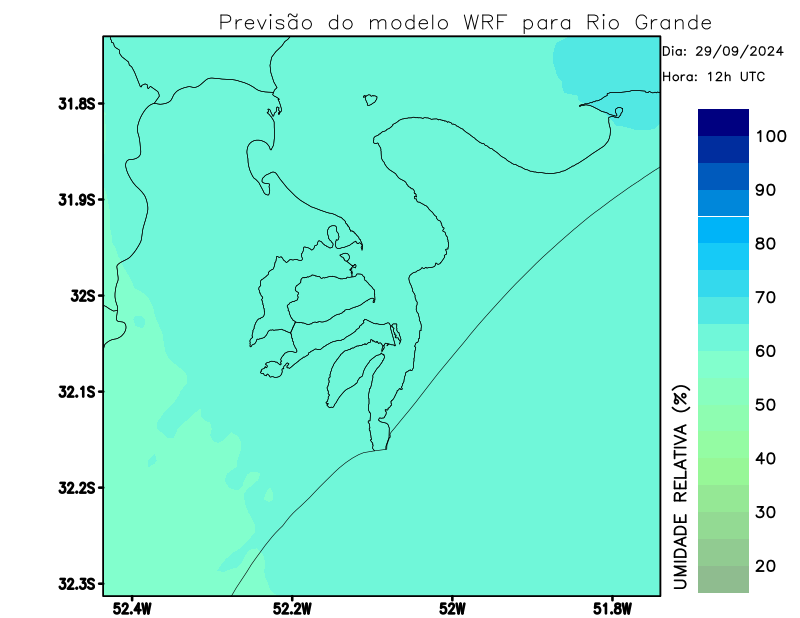 Previsão do modelo WRF para Rio Grande
Dia: 29/09/2024
Hora: 12h UTC
31.8S
31.9S
32S
32.1S
32.2S
32.3S
52.4W
52.2W
52W
51.8W
UMIDADE RELATIVA (%)
100
90
80
70
60
50
40
30
20